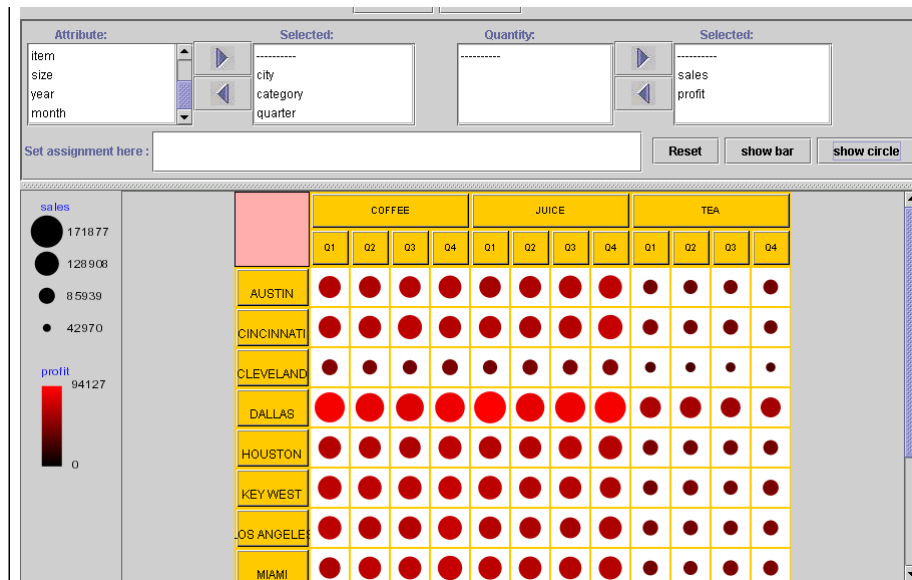 Attribute: Selected: Quantity: Selected:
item
size
year
month
----------
city
category
quarter
----------
----------
sales
profit
Set assignment here :
Reset show bar show circle
sales
171877
128908
85939
42970
profit
94127
0
COFFEE JUICE TEA
Q1 Q2 Q3 Q4 Q1 Q2 Q3 Q4 Q1 Q2 Q3 Q4
AUSTIN
CINCINNATI
CLEVELAND
DALLAS
HOUSTON
KEY WEST
LOS ANGELES
MIAMI